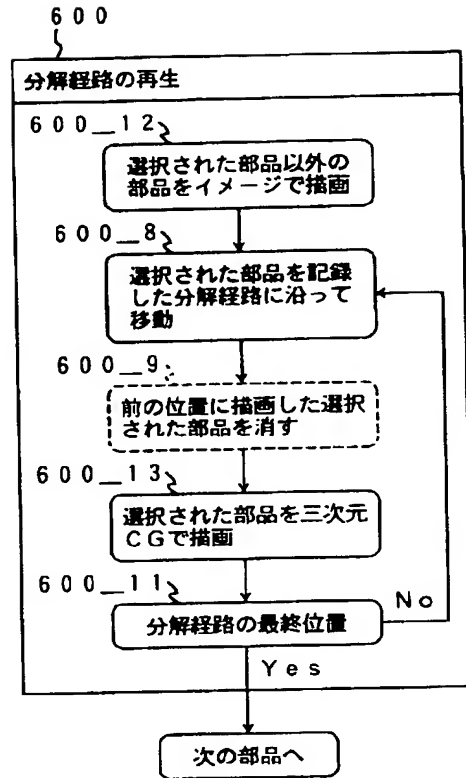 600
分解経路の再生
600_12
選択された部品以外の
部品をイメージで描画
600_8
選択された部品を記録
した分解経路に沿って
移動
600_9
前の位置に描画した選択
された部品を消す
600_13
選択された部品を三次元
CGで描画
600_11
分解経路の最終位置
No
Yes
次の部品へ